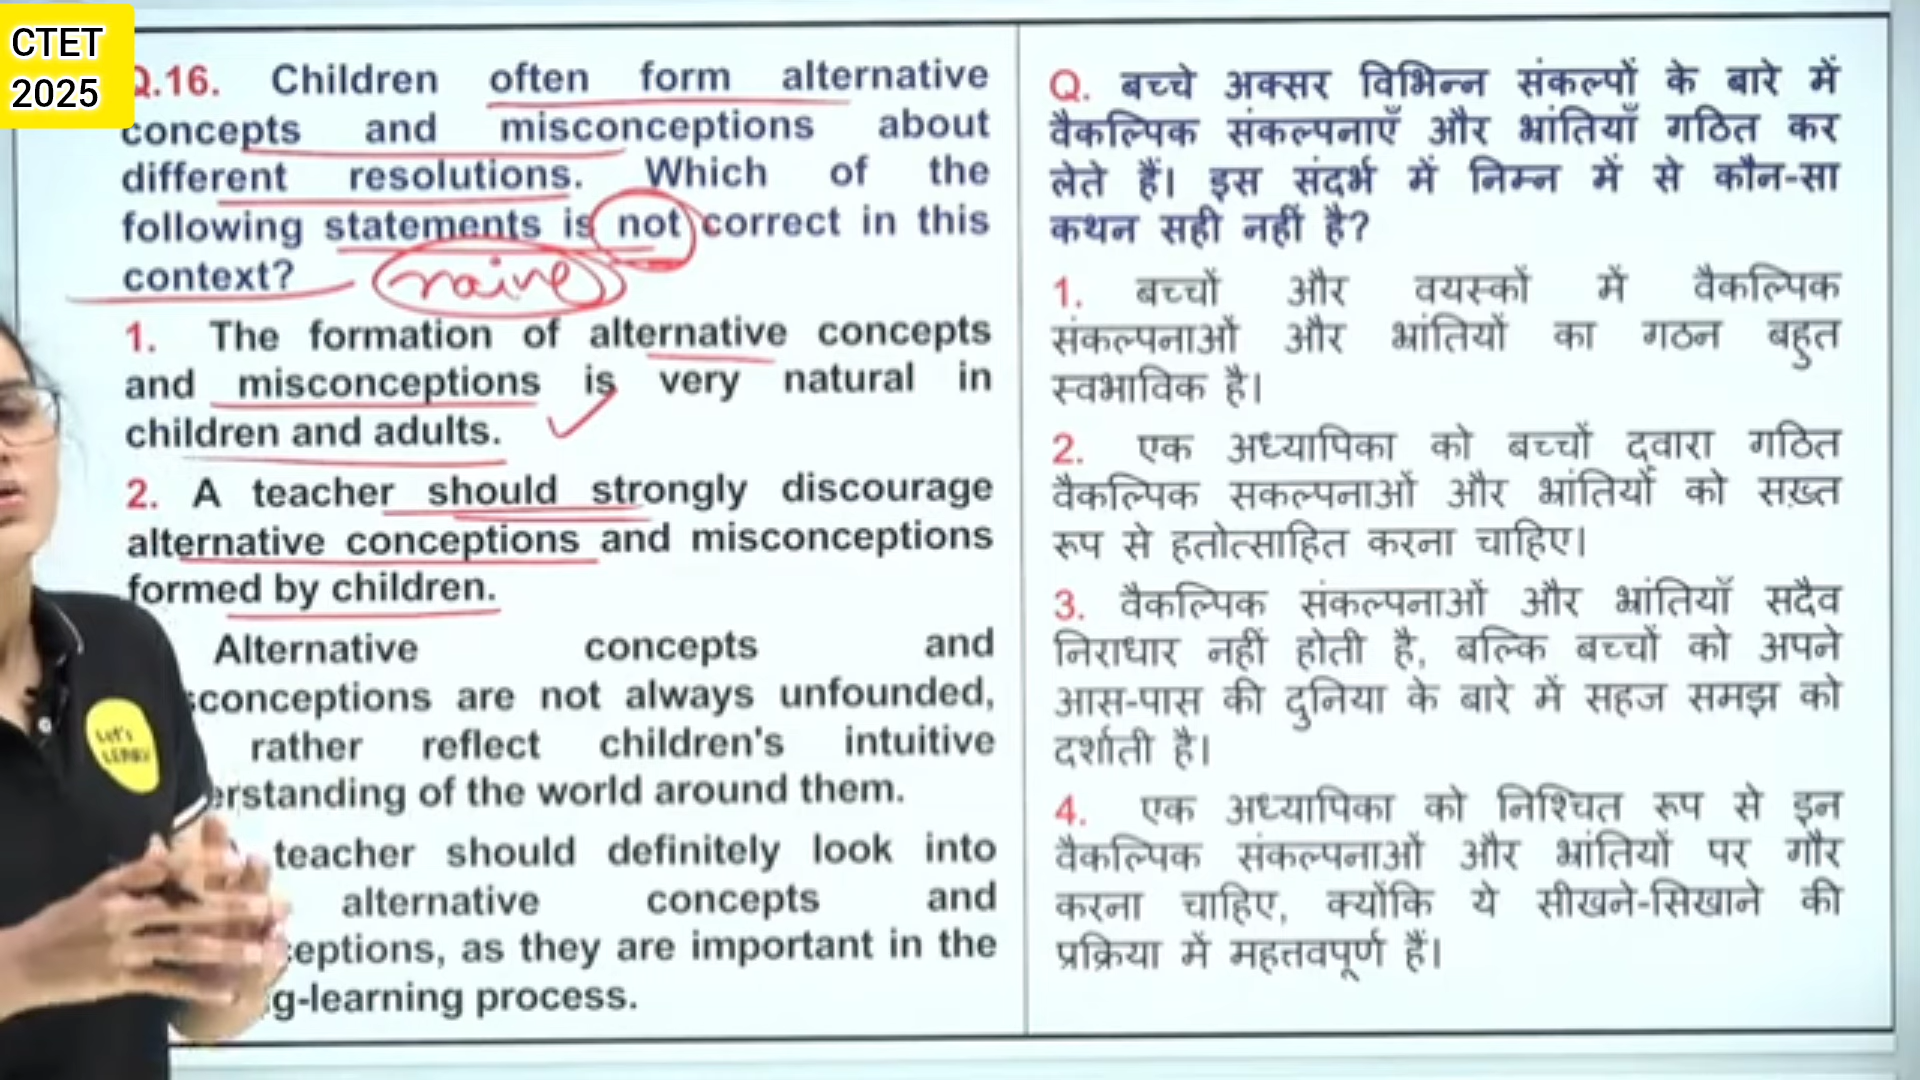 CTET
2025
Q.16. Children often form alternative
concepts and misconceptions about
different resolutions. Which of the
following statements is not correct in this
context?
naive
1. The formation of alternative concepts
and misconceptions is very natural in
children and adults.
2. A teacher should strongly discourage
alternative conceptions and misconceptions
formed by children.
Alternative concepts and
conceptions are not always unfounded,
rather reflect children's intuitive
erstanding of the world around them.
teacher should definitely look into
alternative concepts and
ceptions, as they are important in the
g-learning process.
Let's
LEARN
Q. बच्चे अक्सर विभिन्न संकल्पों के बारे में
वैकल्पिक संकल्पनाएँ और भ्रांतियाँ गठित कर
लेते हैं। इस संदर्भ में निम्न में से कौन-सा
कथन सही नहीं है?
1. बच्चों और वयस्कों में वैकल्पिक
संकल्पनाओं और भ्रांतियों का गठन बहुत
स्वभाविक है।
2. एक अध्यापिका को बच्चों द्वारा गठित
वैकल्पिक सकल्पनाओं और भ्रांतियों को सख़्त
रूप से हतोत्साहित करना चाहिए।
3. वैकल्पिक संकल्पनाओं और भ्रांतियाँ सदैव
निराधार नहीं होती है, बल्कि बच्चों को अपने
आस-पास की दुनिया के बारे में सहज समझ को
दर्शाती है।
4. एक अध्यापिका को निश्चित रूप से इन
वैकल्पिक संकल्पनाओं और भ्रांतियों पर गौर
करना चाहिए, क्योंकि ये सीखने-सिखाने की
प्रक्रिया में महत्तवपूर्ण हैं।